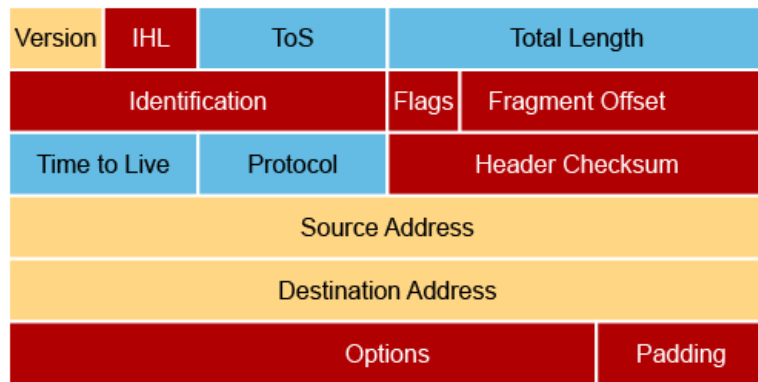 Version IHL ToS Total Length
Identification Flags Fragment Offset
Time to Live Protocol Header Checksum
Source Address
Destination Address
Options Padding